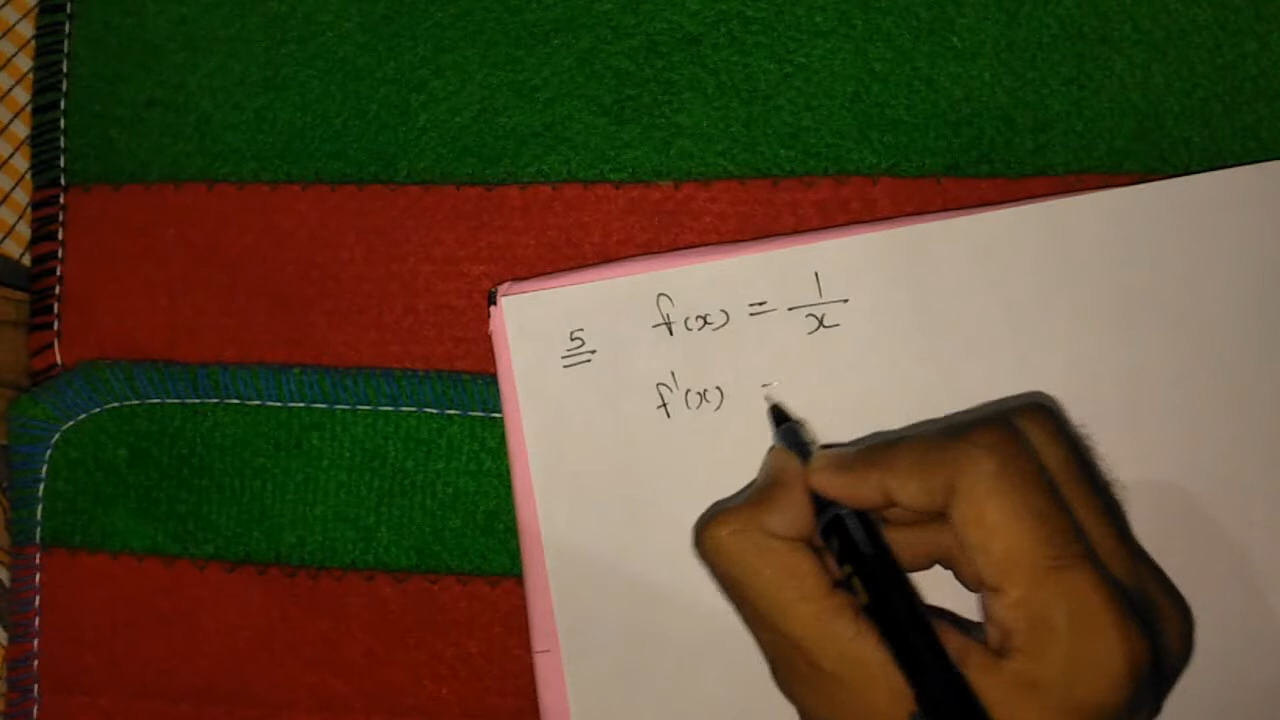 5 f(x) = 1/x
f'(x) =